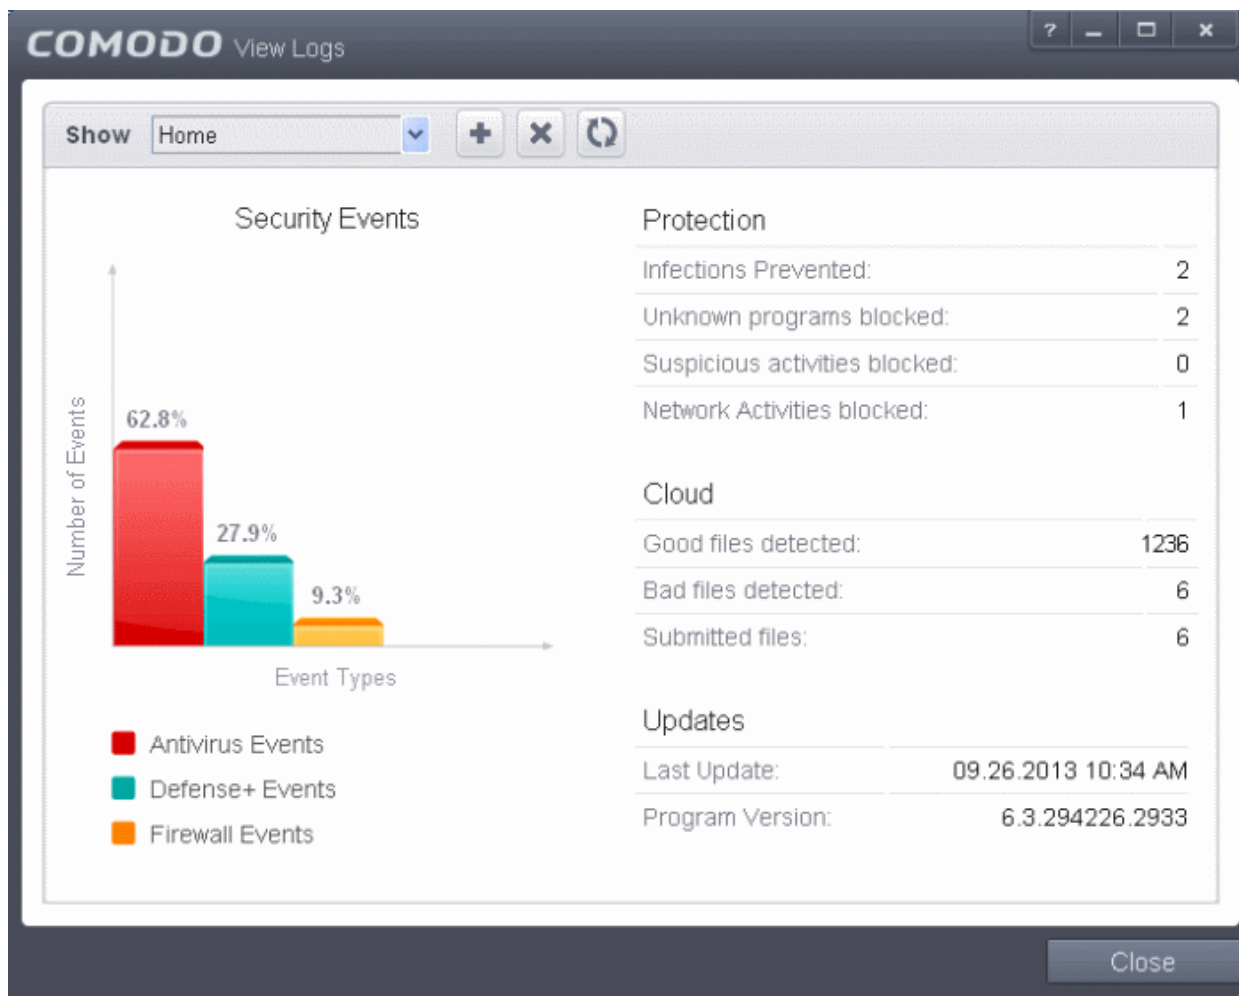 COMODO View Logs
?
Show Home
Security Events
Number of Events
62.8%
27.9%
9.3%
Event Types
Antivirus Events
Defense+ Events
Firewall Events
Protection
Infections Prevented: 2
Unknown programs blocked: 2
Suspicious activities blocked: 0
Network Activities blocked: 1
Cloud
Good files detected: 1236
Bad files detected: 6
Submitted files: 6
Updates
Last Update: 09.26.2013 10:34 AM
Program Version: 6.3.294226.2933
Close